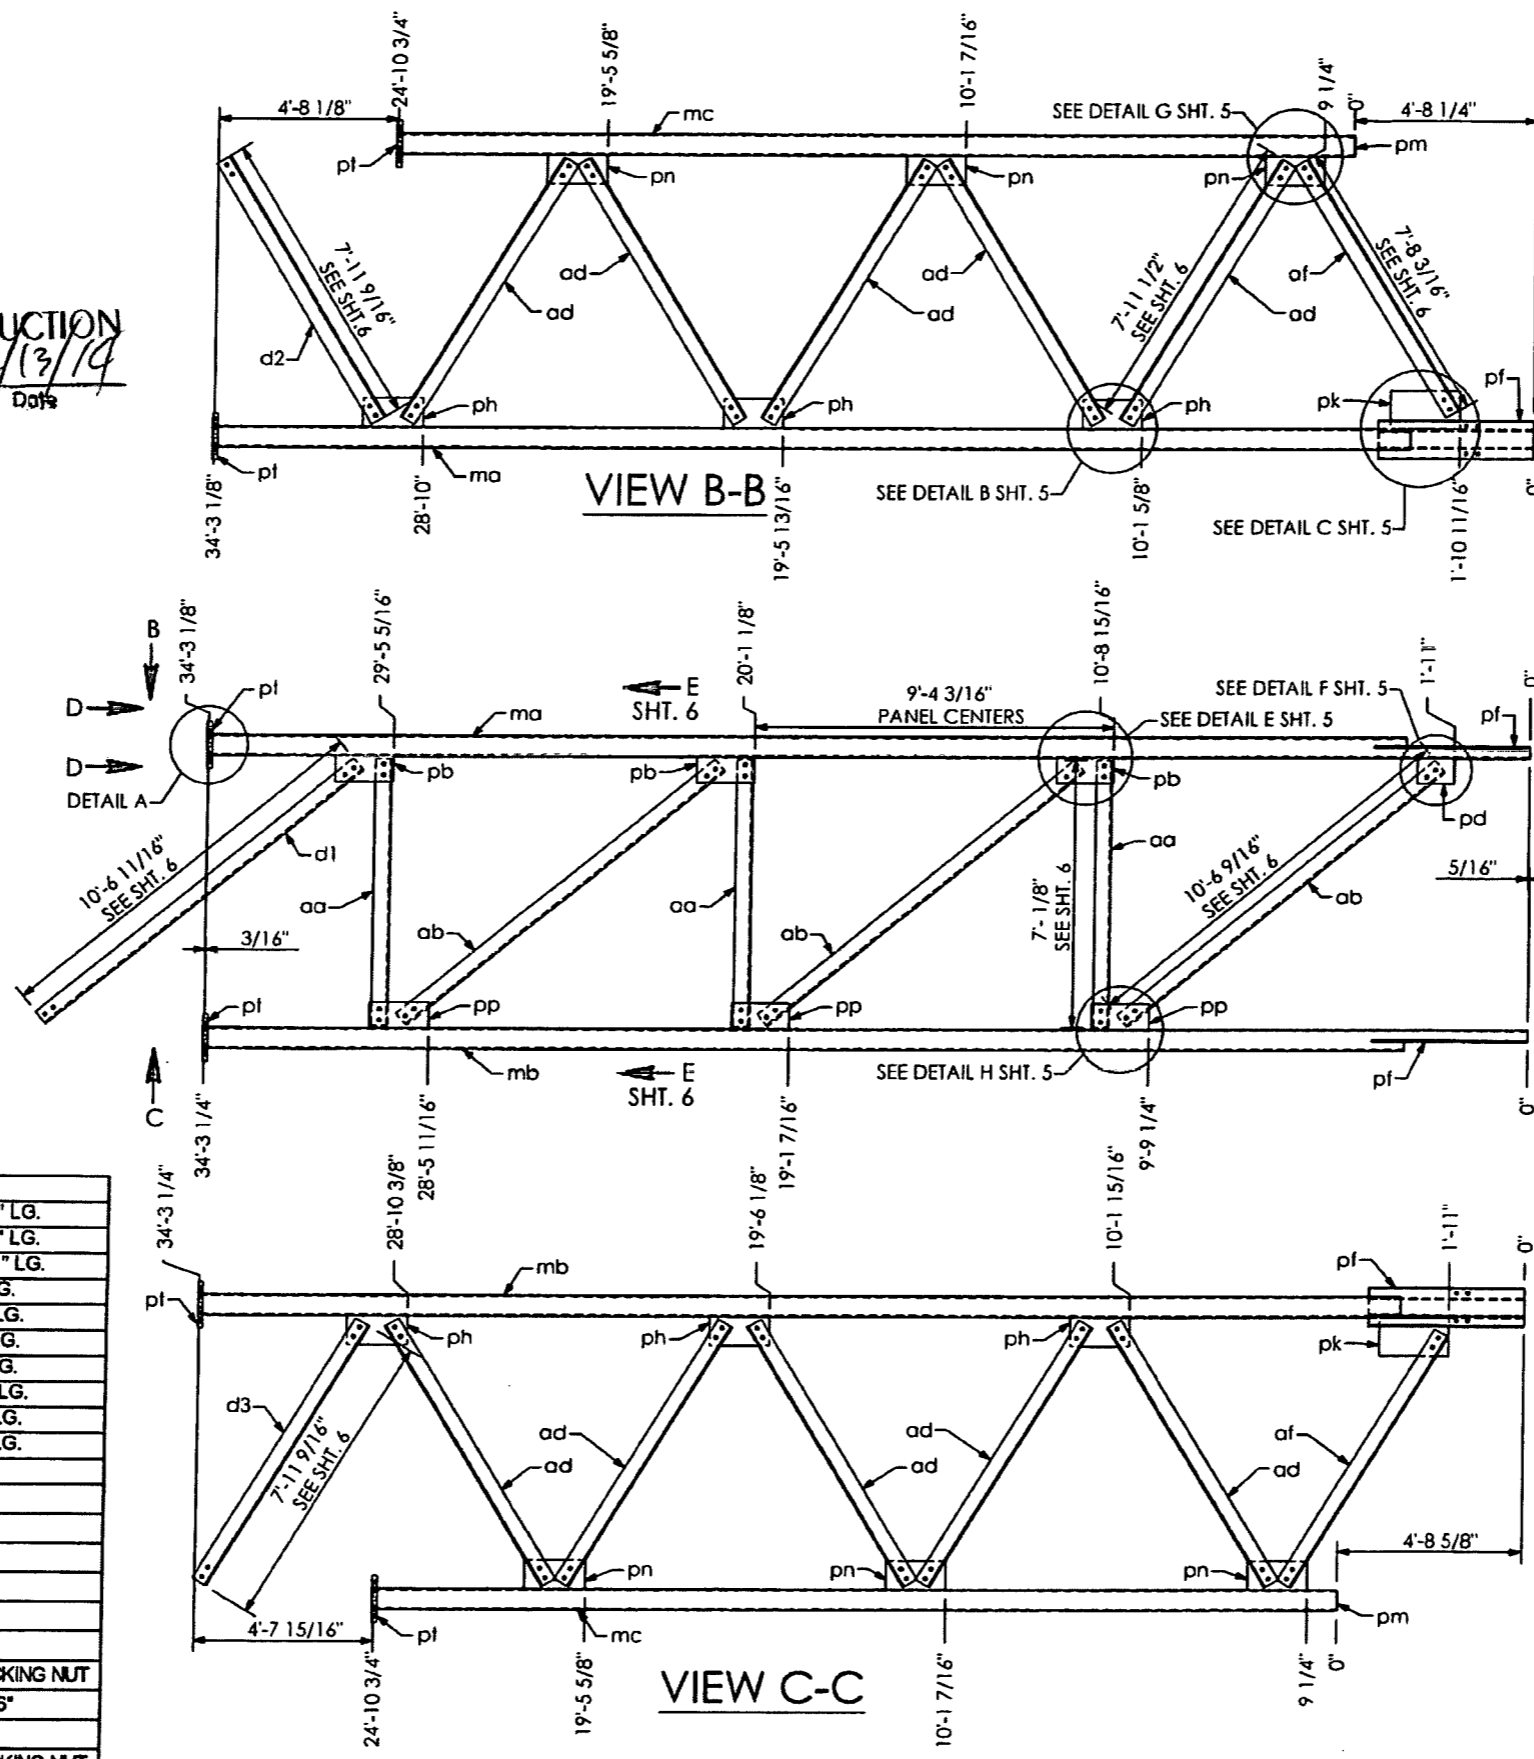 24'-10 3/4"
19'-5 5/8"
10'-1 7/16"
9 1/4"
0"
4'-8 1/8"
mc
SEE DETAIL G SHT. 5
4'-8 1/4"
pt
pn
pn
pn
pm
7'-11 9/16"
SEE SHT. 6
ad
ad
ad
ad
7'-11 1/2"
SEE SHT. 6
ad
af
7'-8 3/16"
SEE SHT. 6
UCTION
13/14
Date
d2
ph
ph
ph
pk
pf
pt
ma
VIEW B-B
SEE DETAIL B SHT. 5
SEE DETAIL C SHT. 5
34'-3 1/8"
28'-10"
19'-5 13/16"
10'-1 5/8"
1'-10 11/16"
0"
B
34'-3 1/8"
29'-5 5/16"
20'-1 1/8"
10'-8 15/16"
1'-11"
0"
D
pt
E
SHT. 6
9'-4 3/16"
PANEL CENTERS
SEE DETAIL F SHT. 5
ma
SEE DETAIL E SHT. 5
pf
D
DETAIL A
pb
pb
pb
pd
10'-6 11/16"
SEE SHT. 6
d1
aa
aa
aa
7'- 1/8"
SEE SHT. 6
10'-6 9/16"
SEE SHT. 6
5/16"
ab
ab
ab
3/16"
pt
pp
pp
pp
C
mb
E
SHT. 6
SEE DETAIL H SHT. 5
pf
34'-3 1/4"
28'-5 11/16"
19'-1 7/16"
9'-9 1/4"
0"
34'-3 1/4"
28'-10 3/8"
19'-6 1/8"
10'-1 15/16"
1'-11"
0"
" LG.
" LG.
" LG.
G.
LG.
G.
G.
LG.
LG.
LG.
mb
pf
pt
ph
ph
ph
pk
d3
7'-11 9/16"
SEE SHT. 6
ad
ad
ad
ad
ad
af
4'-8 5/8"
pn
pn
pn
pm
4'-7 15/16"
pt
mc
24'-10 3/4"
19'-5 5/8"
10'-1 7/16"
9 1/4"
0"
VIEW C-C
CKING NUT
6"
CKING NUT